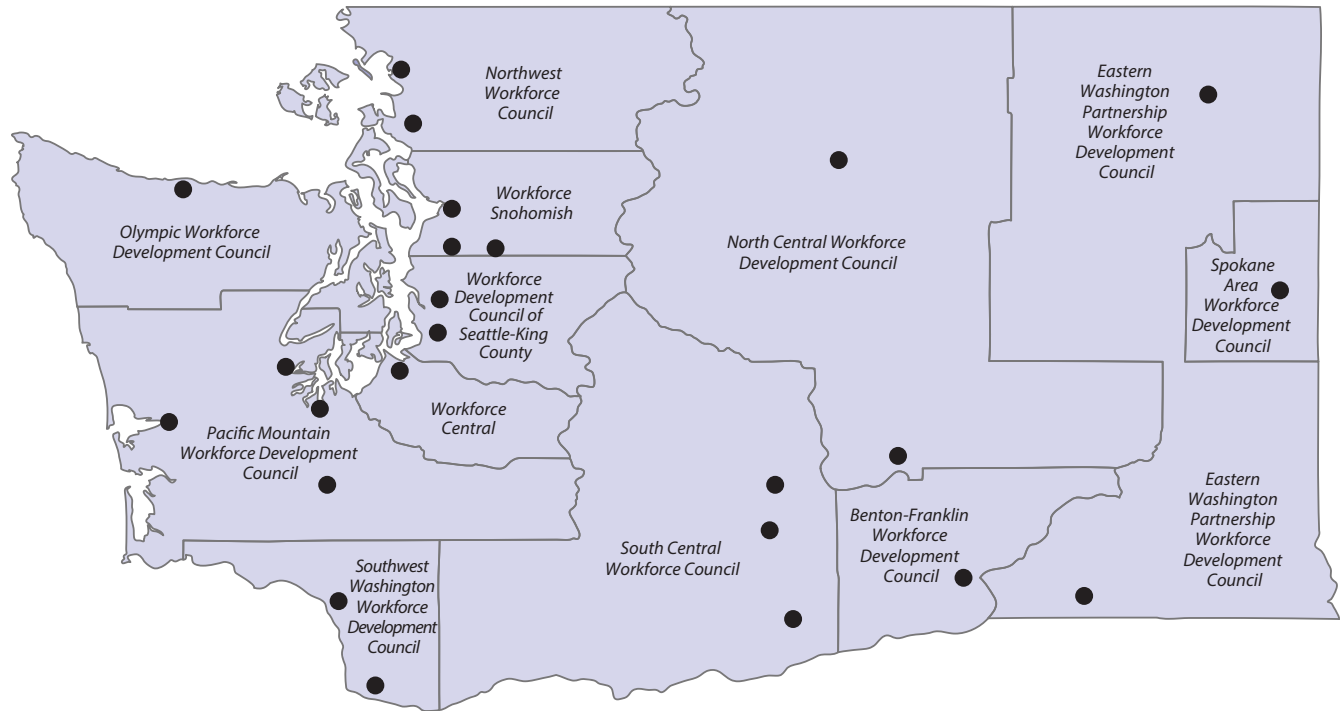 Northwest
Workforce
Council
Eastern
Washington
Partnership
Workforce
Development
Council
Workforce
Snohomish
Olympic Workforce
Development Council
North Central Workforce
Development Council
Workforce
Development
Council of
Seattle-King
County
Spokane
Area
Workforce
Development
Council
Workforce
Central
Pacific Mountain
Workforce Development
Council
Eastern
Washington
Partnership
Workforce
Development
Council
Benton-Franklin
Workforce
Development
Council
South Central
Workforce Council
Southwest
Washington
Workforce
Development
Council